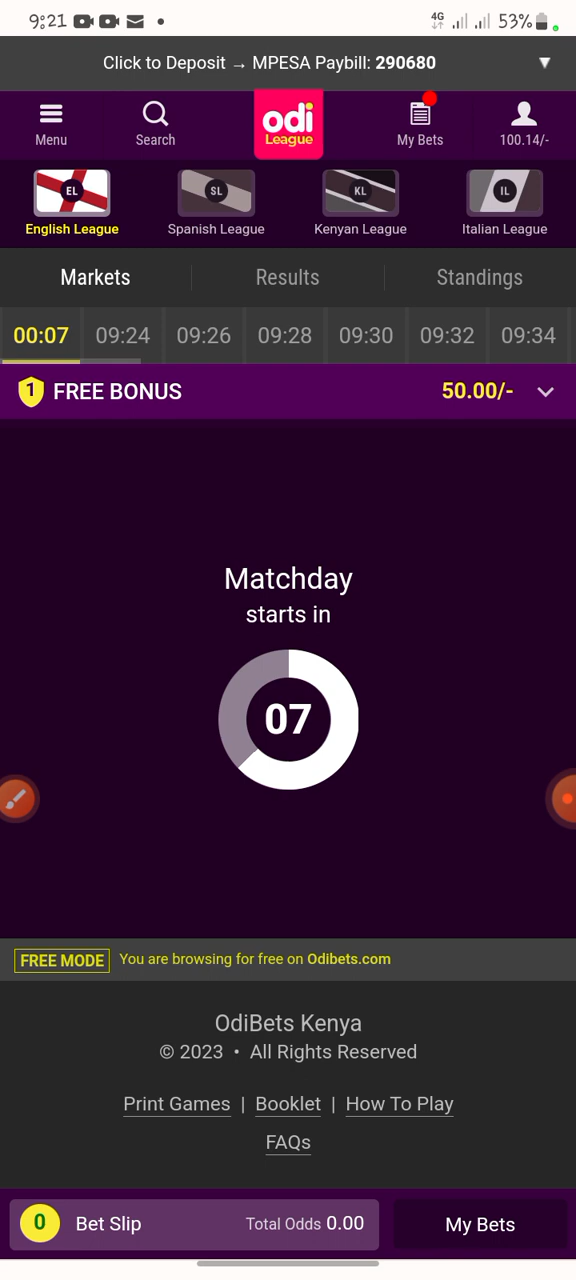 9:21 4G 53%
Click to Deposit → MPESA Paybill: 290680 ▼
odi
League
Menu Search My Bets 100.14/-
EL SL KL IL
English League Spanish League Kenyan League Italian League
Markets Results Standings
00:07 09:24 09:26 09:28 09:30 09:32 09:34
1 FREE BONUS 50.00/-
Matchday
starts in
07
FREE MODE You are browsing for free on Odibets.com
OdiBets Kenya
© 2023 • All Rights Reserved
Print Games | Booklet | How To Play
FAQs
0 Bet Slip Total Odds 0.00 My Bets